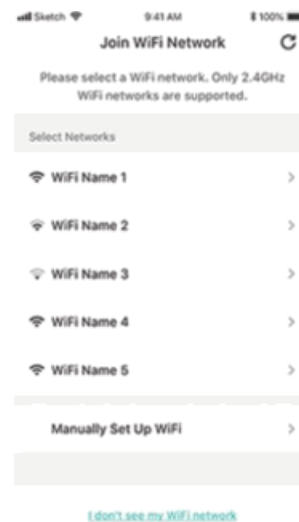 Sketch 9:41 AM 100%
Join WiFi Network
Please select a WiFi network. Only 2.4GHz
WiFi networks are supported.
Select Networks
WiFi Name 1
WiFi Name 2
WiFi Name 3
WiFi Name 4
WiFi Name 5
Manually Set Up WiFi
I don't see my WiFi network